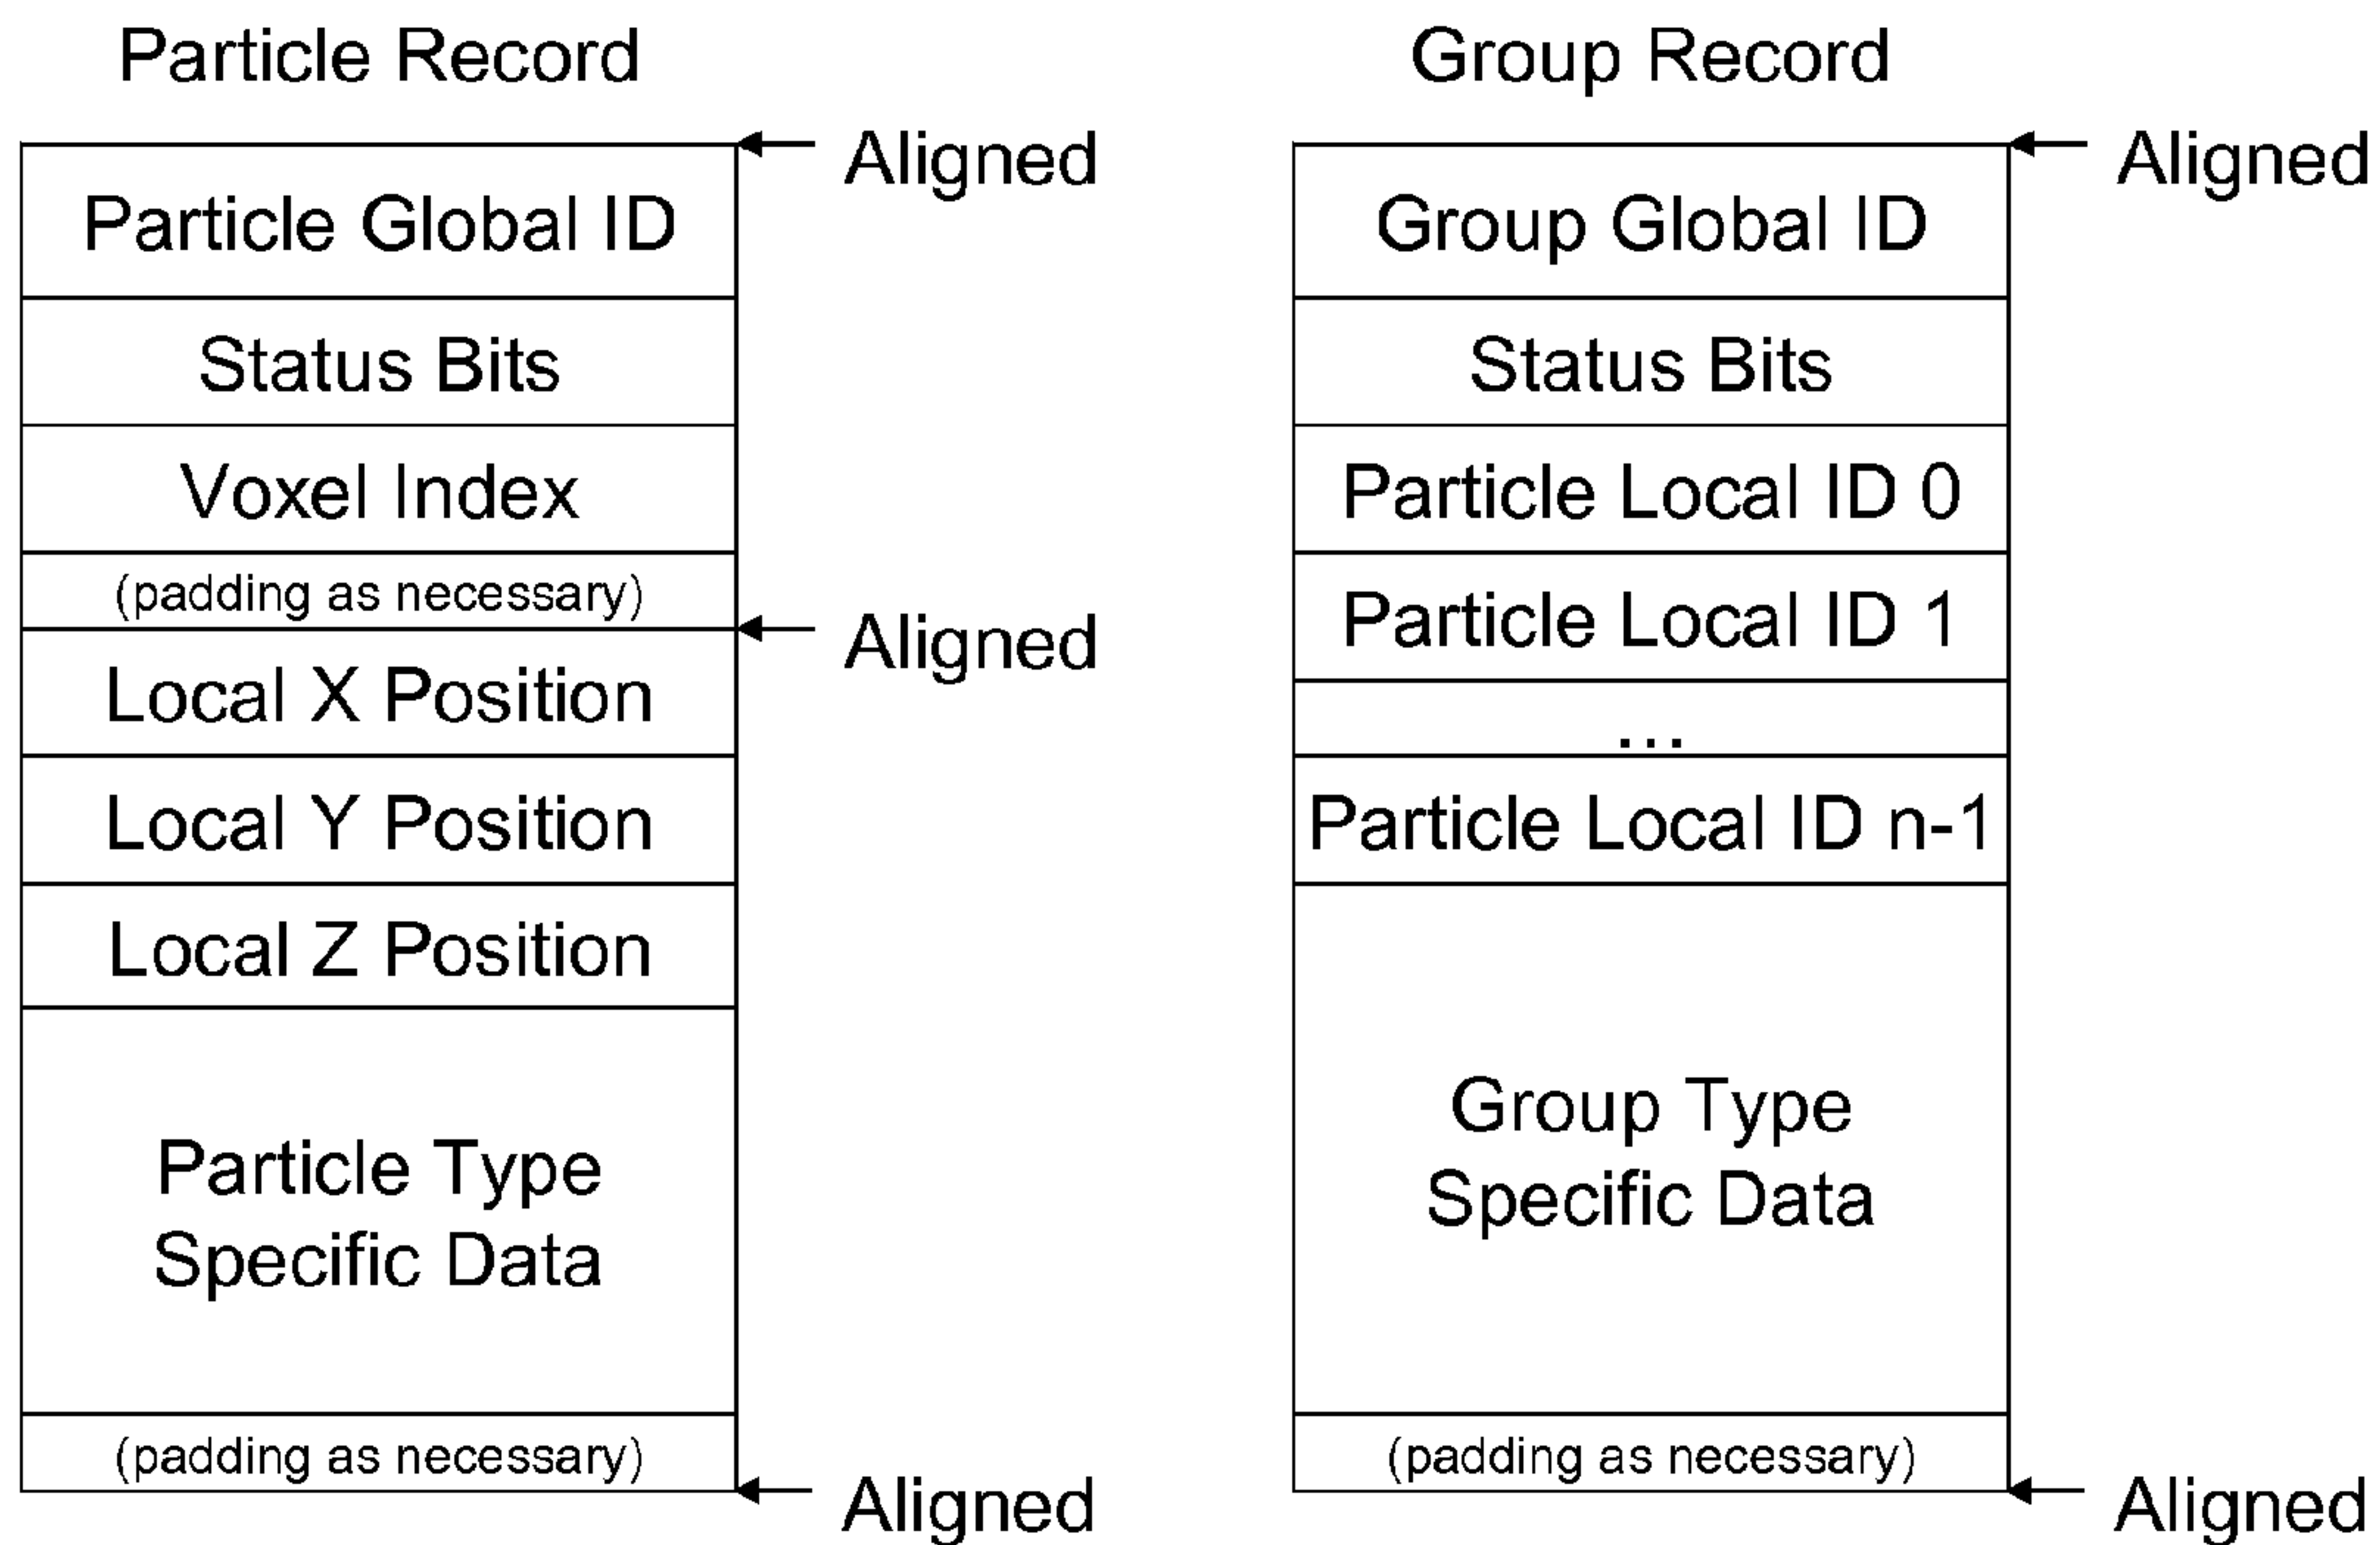 Particle Record
Aligned
Particle Global ID
Status Bits
Voxel Index
(padding as necessary)
Aligned
Local X Position
Local Y Position
Local Z Position
Particle Type
Specific Data
(padding as necessary)
Aligned
Group Record
Aligned
Group Global ID
Status Bits
Particle Local ID 0
Particle Local ID 1
...
Particle Local ID n-1
Group Type
Specific Data
(padding as necessary)
Aligned